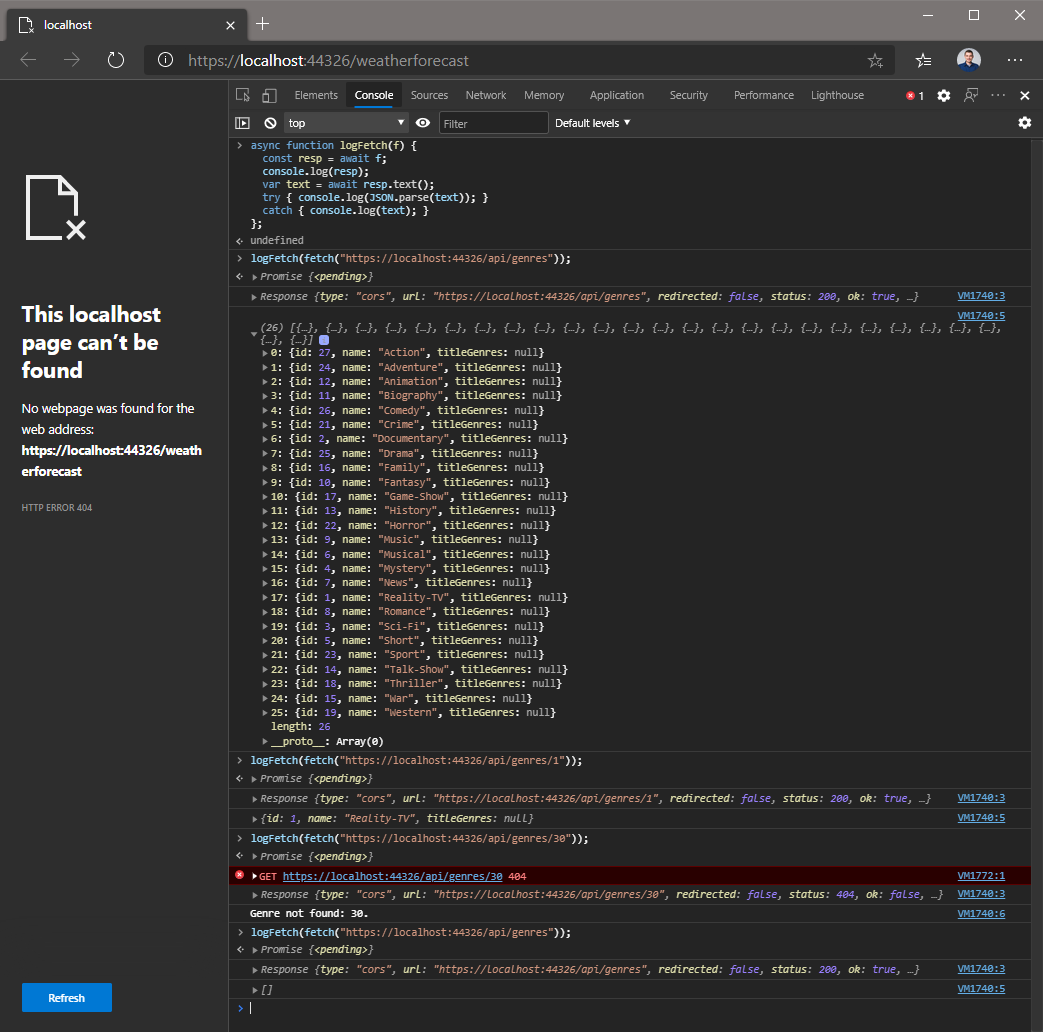 localhost
https://localhost:44326/weatherforecast
Elements Console Sources Network Memory Application Security Performance Lighthouse 1
top Filter Default levels
This localhost
page can’t be
found
No webpage was found for the
web address:
https://localhost:44326/weath
erforecast
HTTP ERROR 404
Refresh
async function logFetch(f) {
const resp = await f;
console.log(resp);
var text = await resp.text();
try { console.log(JSON.parse(text)); }
catch { console.log(text); }
};
undefined
logFetch(fetch("https://localhost:44326/api/genres"));
Promise {<pending>}
Response {type: "cors", url: "https://localhost:44326/api/genres", redirected: false, status: 200, ok: true, …} VM1740:3
VM1740:5
(26) [{…}, {…}, {…}, {…}, {…}, {…}, {…}, {…}, {…}, {…}, {…}, {…}, {…}, {…}, {…}, {…}, {…}, {…}, {…}, {…}, {…}, {…}, {…}, {…},
{…}, {…}]
0: {id: 27, name: "Action", titleGenres: null}
1: {id: 24, name: "Adventure", titleGenres: null}
2: {id: 12, name: "Animation", titleGenres: null}
3: {id: 11, name: "Biography", titleGenres: null}
4: {id: 26, name: "Comedy", titleGenres: null}
5: {id: 21, name: "Crime", titleGenres: null}
6: {id: 2, name: "Documentary", titleGenres: null}
7: {id: 25, name: "Drama", titleGenres: null}
8: {id: 16, name: "Family", titleGenres: null}
9: {id: 10, name: "Fantasy", titleGenres: null}
10: {id: 17, name: "Game-Show", titleGenres: null}
11: {id: 13, name: "History", titleGenres: null}
12: {id: 22, name: "Horror", titleGenres: null}
13: {id: 9, name: "Music", titleGenres: null}
14: {id: 6, name: "Musical", titleGenres: null}
15: {id: 4, name: "Mystery", titleGenres: null}
16: {id: 7, name: "News", titleGenres: null}
17: {id: 1, name: "Reality-TV", titleGenres: null}
18: {id: 8, name: "Romance", titleGenres: null}
19: {id: 3, name: "Sci-Fi", titleGenres: null}
20: {id: 5, name: "Short", titleGenres: null}
21: {id: 23, name: "Sport", titleGenres: null}
22: {id: 14, name: "Talk-Show", titleGenres: null}
23: {id: 18, name: "Thriller", titleGenres: null}
24: {id: 15, name: "War", titleGenres: null}
25: {id: 19, name: "Western", titleGenres: null}
length: 26
__proto__: Array(0)
logFetch(fetch("https://localhost:44326/api/genres/1"));
Promise {<pending>}
Response {type: "cors", url: "https://localhost:44326/api/genres/1", redirected: false, status: 200, ok: true, …} VM1740:3
{id: 1, name: "Reality-TV", titleGenres: null} VM1740:5
logFetch(fetch("https://localhost:44326/api/genres/30"));
Promise {<pending>}
GET https://localhost:44326/api/genres/30 404 VM1772:1
Response {type: "cors", url: "https://localhost:44326/api/genres/30", redirected: false, status: 404, ok: false, …} VM1740:3
Genre not found: 30. VM1740:6
logFetch(fetch("https://localhost:44326/api/genres"));
Promise {<pending>}
Response {type: "cors", url: "https://localhost:44326/api/genres", redirected: false, status: 200, ok: true, …} VM1740:3
[] VM1740:5